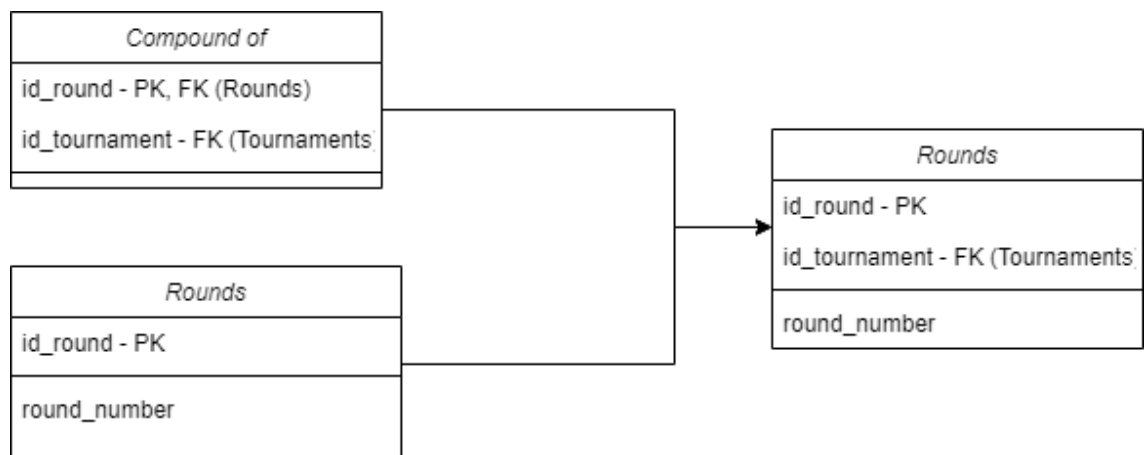 Compound of
id_round - PK, FK (Rounds)
id_tournament - FK (Tournaments)
Rounds
id_round - PK
round_number
Rounds
id_round - PK
id_tournament - FK (Tournaments)
round_number